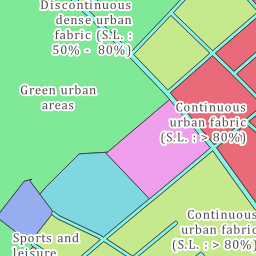 Discontinuous
dense urban
fabric (S.L. :
50% - 80%)
Green urban
areas
Continuous
urban fabric
(S.L. : > 80%)
Continuous
urban fabric
(S.L. : > 80%)
Sports and
leisure